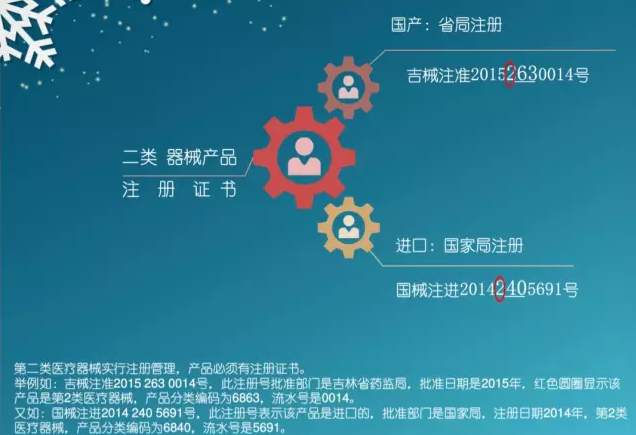 国产：省局注册
吉械注准20152630014号
二类 器械产品
注 册 证 书
进口：国家局注册
国械注进20142405691号
第二类医疗器械实行注册管理，产品必须有注册证书。
举例如：吉械注准2015 263 0014号，此注册号批准部门是吉林省药监局，批准日期是2015年，红色圆圈显示该
产品是第2类医疗器械，产品分类编码为6863，流水号是0014。
又如：国械注进2014 240 5691号，此注册号表示该产品是进口的，批准部门是国家局，注册日期2014年，第2类
医疗器械，产品分类编码为6840，流水号是5691。